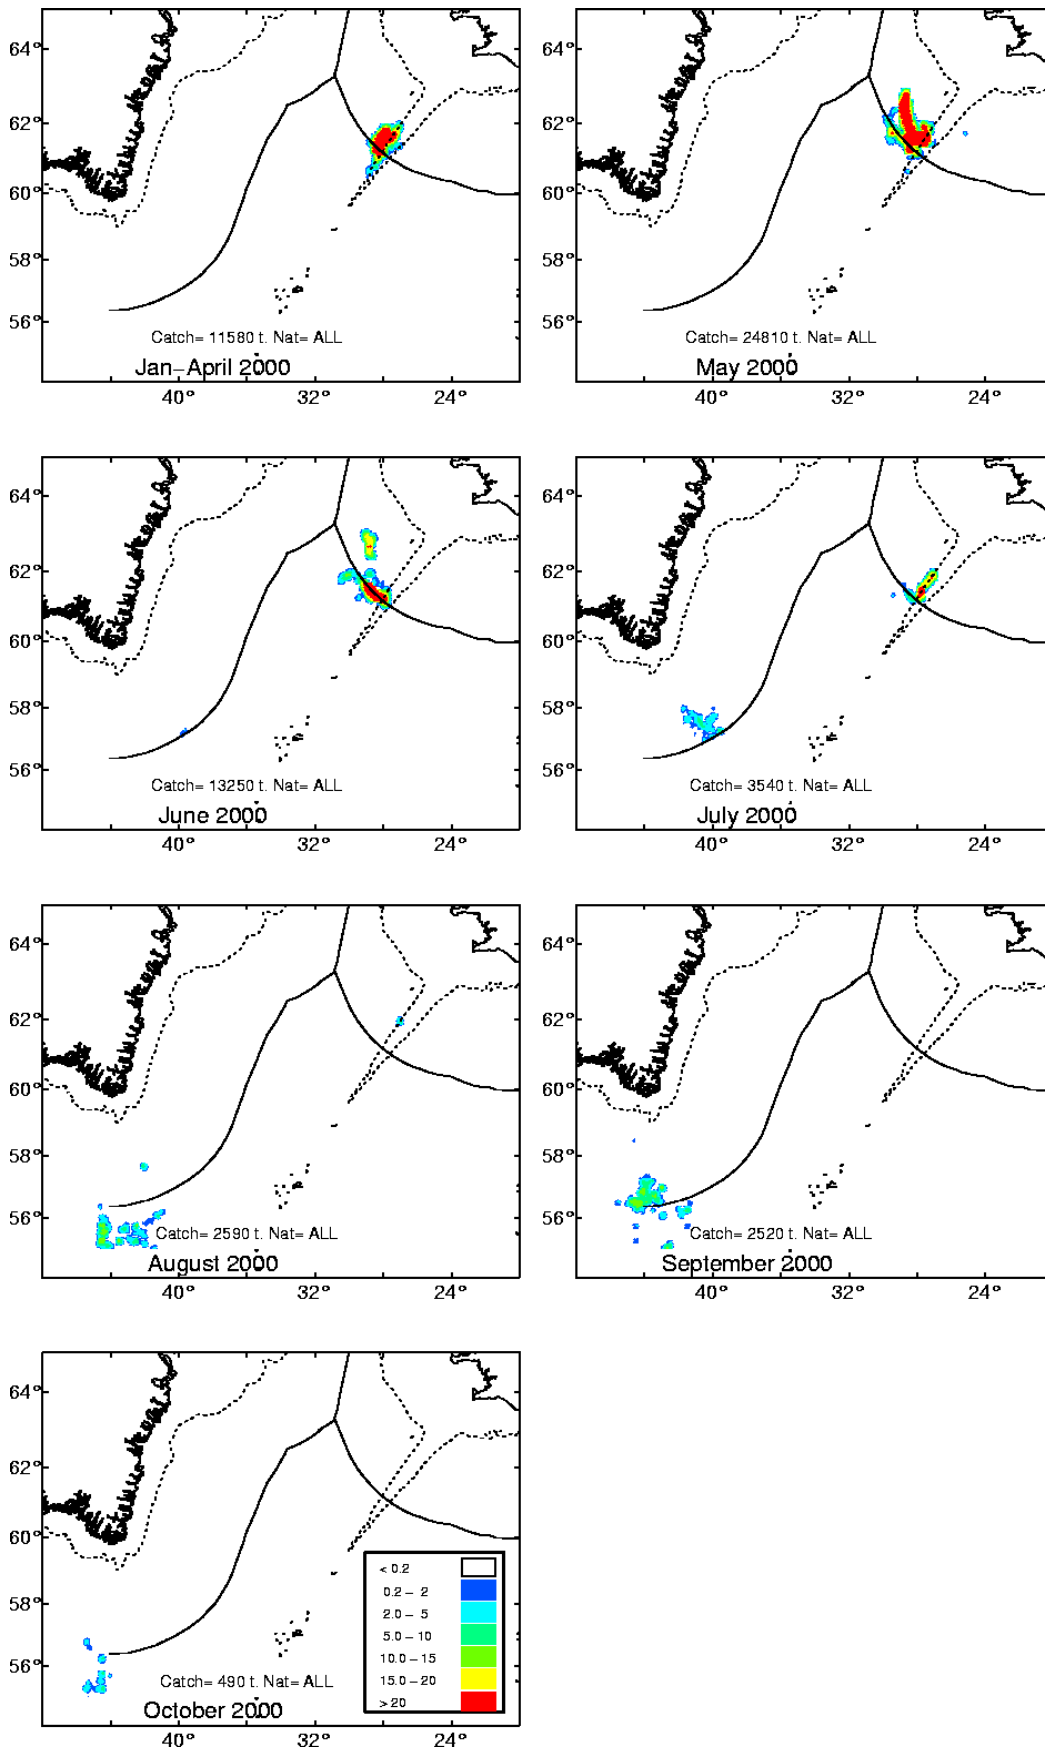 64°
62°
60°
58°
56°
Catch= 11580 t. Nat= ALL
Jan–April 2000
40° 32° 24°
64°
62°
60°
58°
56°
Catch= 24810 t. Nat= ALL
May 2000
40° 32° 24°
64°
62°
60°
58°
56°
Catch= 13250 t. Nat= ALL
June 2000
40° 32° 24°
64°
62°
60°
58°
56°
Catch= 3540 t. Nat= ALL
July 2000
40° 32° 24°
64°
62°
60°
58°
56°
Catch= 2590 t. Nat= ALL
August 2000
40° 32° 24°
64°
62°
60°
58°
56°
Catch= 2520 t. Nat= ALL
September 2000
40° 32° 24°
64°
62°
60°
58°
56°
Catch= 490 t. Nat= ALL
October 2000
40° 32° 24°
< 0.2
0.2 – 2
2.0 – 5
5.0 – 10
10.0 – 15
15.0 – 20
> 20